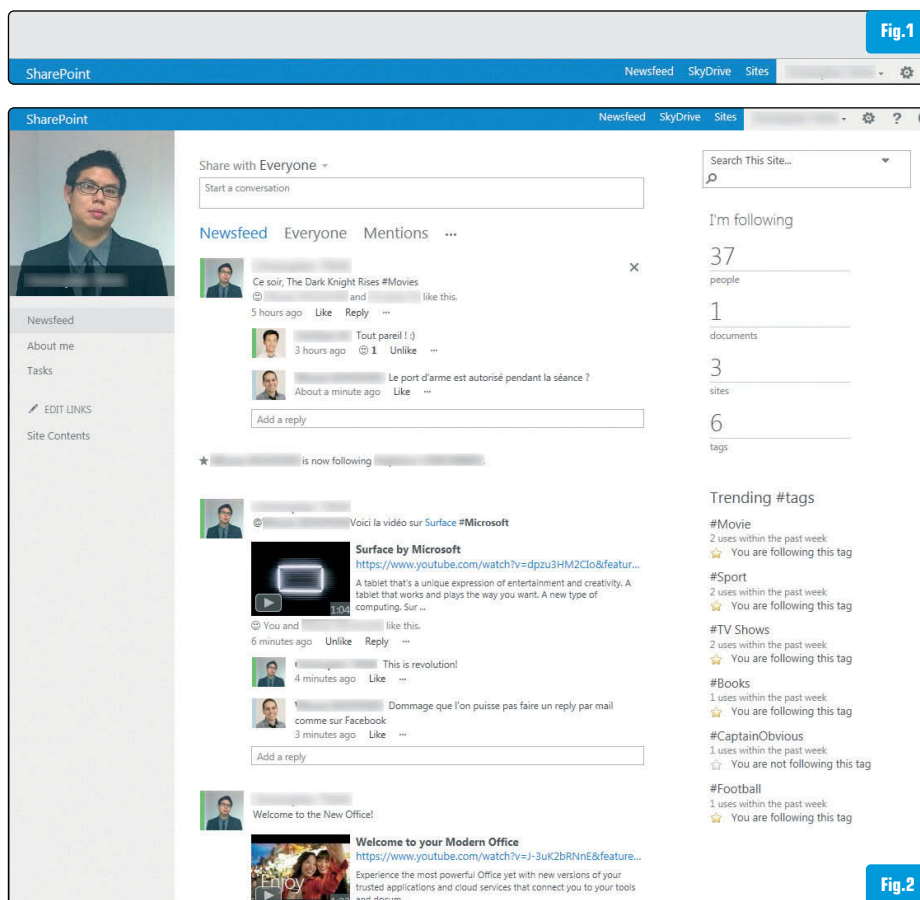 Fig.1
SharePoint Newsfeed SkyDrive Sites
SharePoint Newsfeed SkyDrive Sites ?
Newsfeed
About me
Tasks
EDIT LINKS
Site Contents
Share with Everyone
Start a conversation
Newsfeed Everyone Mentions ...
Ce soir, The Dark Knight Rises #Movies
and like this.
5 hours ago Like Reply ...
Tout pareil ! :)
3 hours ago 1 Unlike ...
Le port d'arme est autorisé pendant la séance ?
About a minute ago Like ...
Add a reply
is now following .
@ Voici la vidéo sur Surface #Microsoft
Surface by Microsoft
https://www.youtube.com/watch?v=dpzu3HM2CIo&featur...
A tablet that's a unique expression of entertainment and creativity. A
tablet that works and plays the way you want. A new type of
computing. Sur ...
1:04
You and like this.
6 minutes ago Unlike Reply ...
This is revolution!
4 minutes ago Like ...
Dommage que l'on puisse pas faire un reply par mail
comme sur Facebook
3 minutes ago Like ...
Add a reply
Welcome to the New Office!
Welcome to your Modern Office
https://www.youtube.com/watch?v=J-3uK2bRNnE&feature...
Experience the most powerful Office yet with new versions of your
trusted applications and cloud services that connect you to your tools
and docum...
Enjoy
Search This Site...
I'm following
37
people
1
documents
3
sites
6
tags
Trending #tags
#Movie
2 uses within the past week
You are following this tag
#Sport
2 uses within the past week
You are following this tag
#TV Shows
2 uses within the past week
You are following this tag
#Books
1 uses within the past week
You are following this tag
#CaptainObvious
1 uses within the past week
You are not following this tag
#Football
1 uses within the past week
You are following this tag
Fig.2